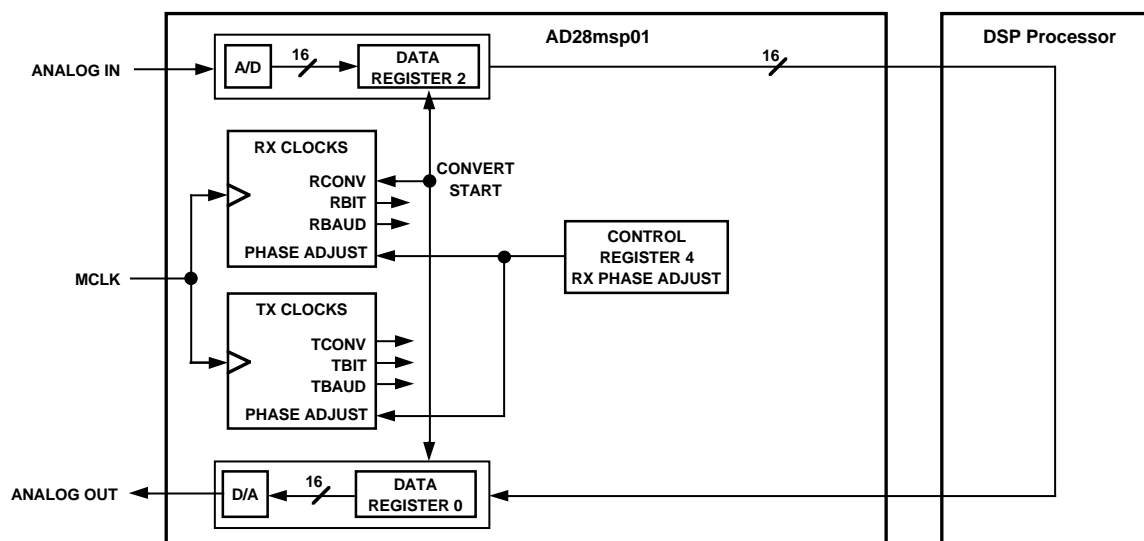 AD28msp01
DSP Processor
ANALOG IN
A/D
16
DATA
REGISTER 2
16
RX CLOCKS
RCONV
RBIT
RBAUD
PHASE ADJUST
CONVERT
START
CONTROL
REGISTER 4
RX PHASE ADJUST
MCLK
TX CLOCKS
TCONV
TBIT
TBAUD
PHASE ADJUST
ANALOG OUT
D/A
16
DATA
REGISTER 0